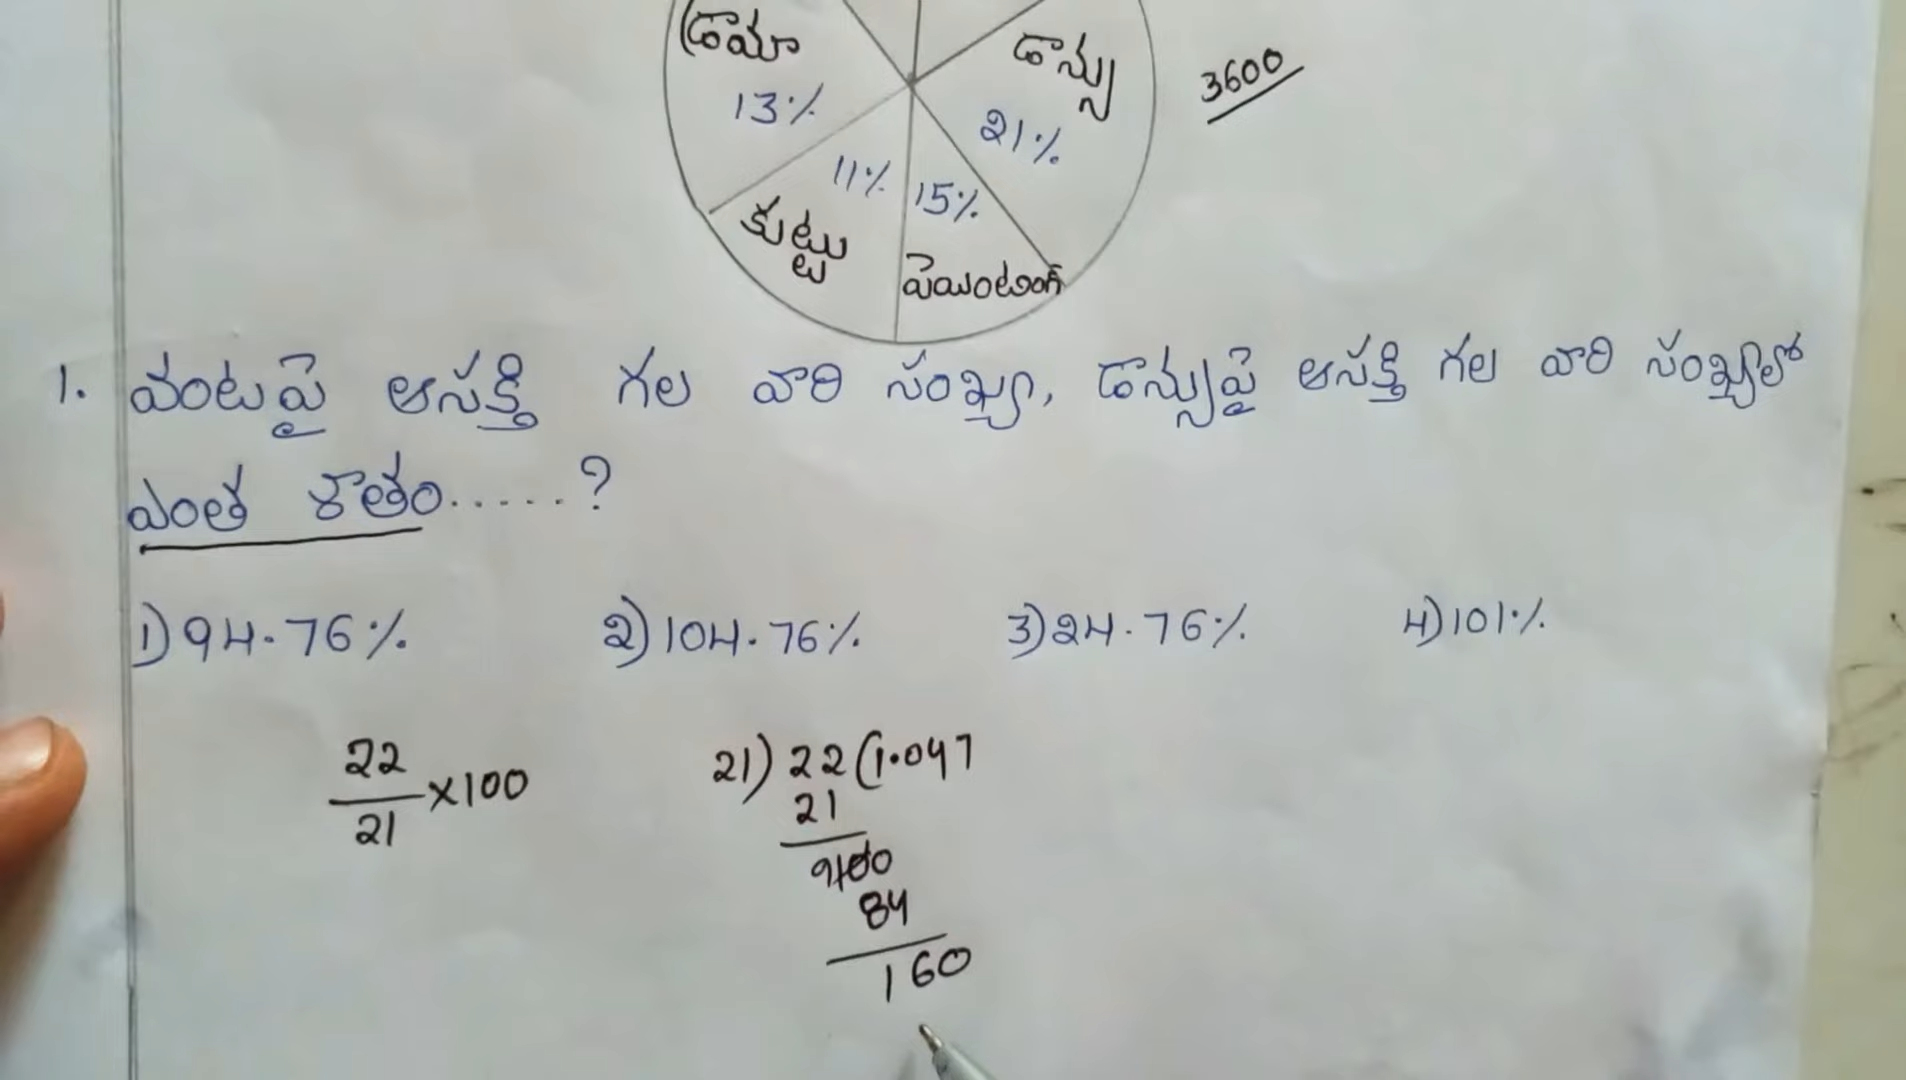 డ్రామా
13%
డాన్సు
21%
3600
11%
కుట్టు
15%
పెయింటింగ్
1. వంటపై ఆసక్తి గల వారి సంఖ్య, డాన్సుపై ఆసక్తి గల వారి సంఖ్యలో
ఎంత శాతం.....?
1) 94.76%  2) 104.76%  3) 24.76%  4) 101%
22
21
×100
21) 22 (1.047
21
100
84
160